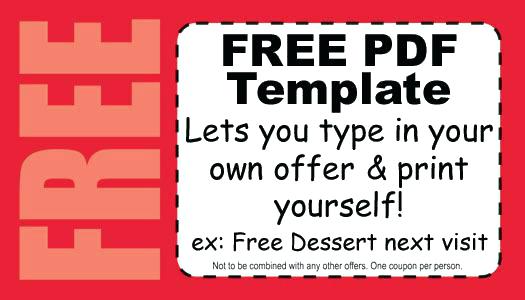 FREE
FREE PDF
Template
Lets you type in your
own offer & print
yourself!
ex: Free Dessert next visit
Not to be combined with any other offers. One coupon per person.